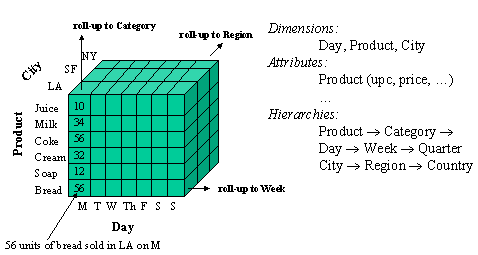 roll-up to Category
roll-up to Region
NY
SF
LA
City
Product
Juice 10
Milk 34
Coke 56
Cream 32
Soap 12
Bread 56
roll-up to Week
M T W Th F S S
Day
56 units of bread sold in LA on M
Dimensions:
Day, Product, City
Attributes:
Product (upc, price, …)
…
Hierarchies:
Product → Category →
Day → Week → Quarter
City → Region → Country